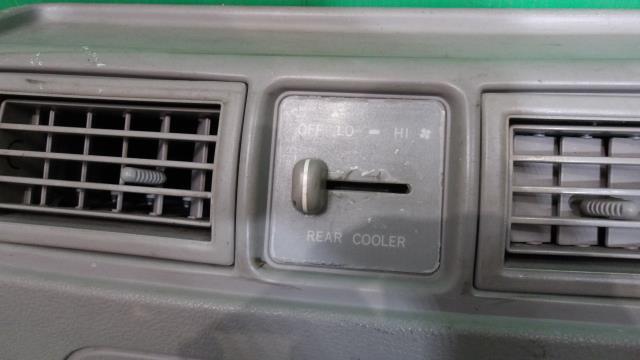 OFF LO - HI
REAR COOLER